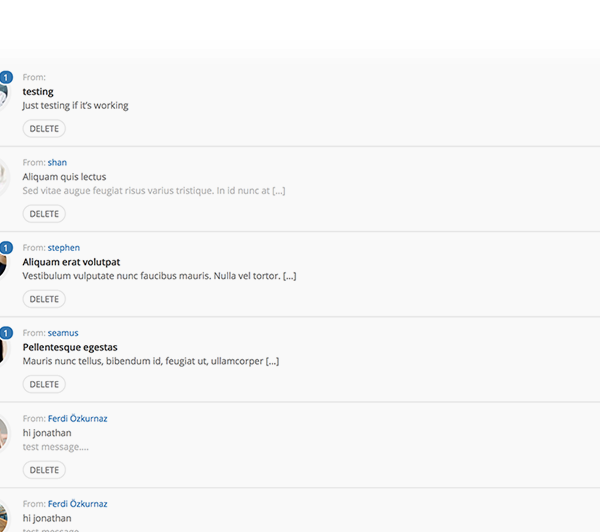 1
From:
testing
Just testing if it's working
DELETE
From: shan
Aliquam quis lectus
Sed vitae augue feugiat risus varius tristique. In id nunc at [...]
DELETE
1
From: stephen
Aliquam erat volutpat
Vestibulum vulputate nunc faucibus mauris. Nulla vel tortor. [...]
DELETE
1
From: seamus
Pellentesque egestas
Mauris nunc tellus, bibendum id, feugiat ut, ullamcorper [...]
DELETE
From: Ferdi Özkurnaz
hi jonathan
test message....
DELETE
From: Ferdi Özkurnaz
hi jonathan
test message